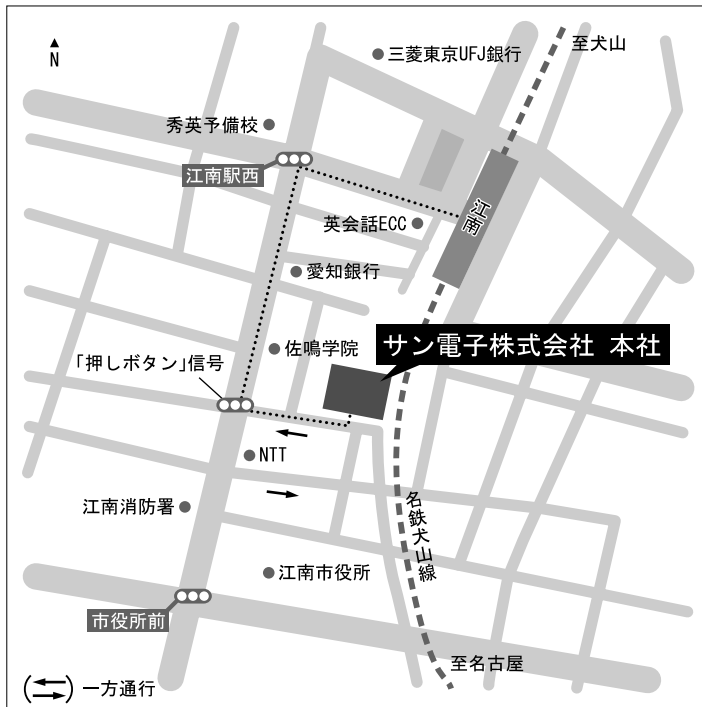 N
三菱東京UFJ銀行
至犬山
秀英予備校
江南駅西
江南
英会話ECC
愛知銀行
佐鳴学院
サン電子株式会社 本社
「押しボタン」信号
NTT
江南消防署
名鉄犬山線
江南市役所
市役所前
至名古屋
(⇄) 一方通行